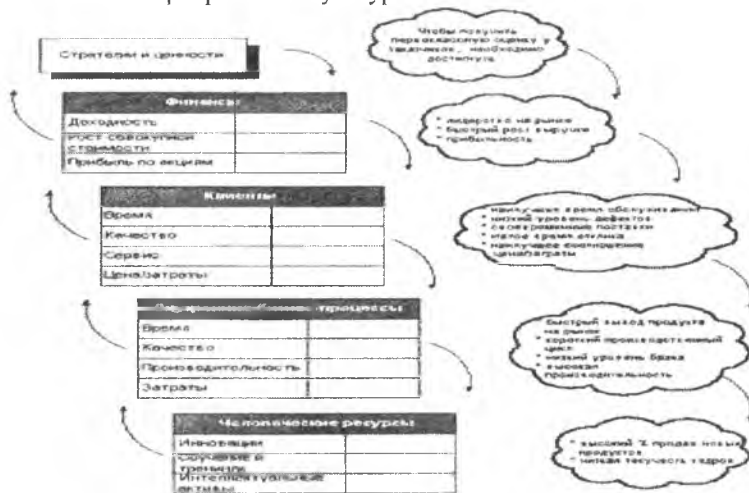 Стратегии и ценности
Финансы
Доходность
Рост совокупной
стоимости
Прибыль по акциям
Клиенты
Время
Качество
Сервис
Цена/затраты
процессы
Время
Качество
Производительность
Затраты
Человеческие ресурсы
Инновации
Обучение и
тренинг
Интеллектуальные
активы
Чтобы получить
первоклассную оценку у
заказчиков, необходимо
достигнуть
лидерство на рынке
быстрый рост выручки
прибыльность
наилучшее время обслуживания
низкий уровень дефектов
своевременные поставки
малое время отклика
наилучшее соотношение
цена/затраты
быстрый выход продукта
на рынок
короткий производственный
цикл
низкий уровень брака
высокая
производительность
высокий % продаж новых
продуктов
низкая текучесть кадров